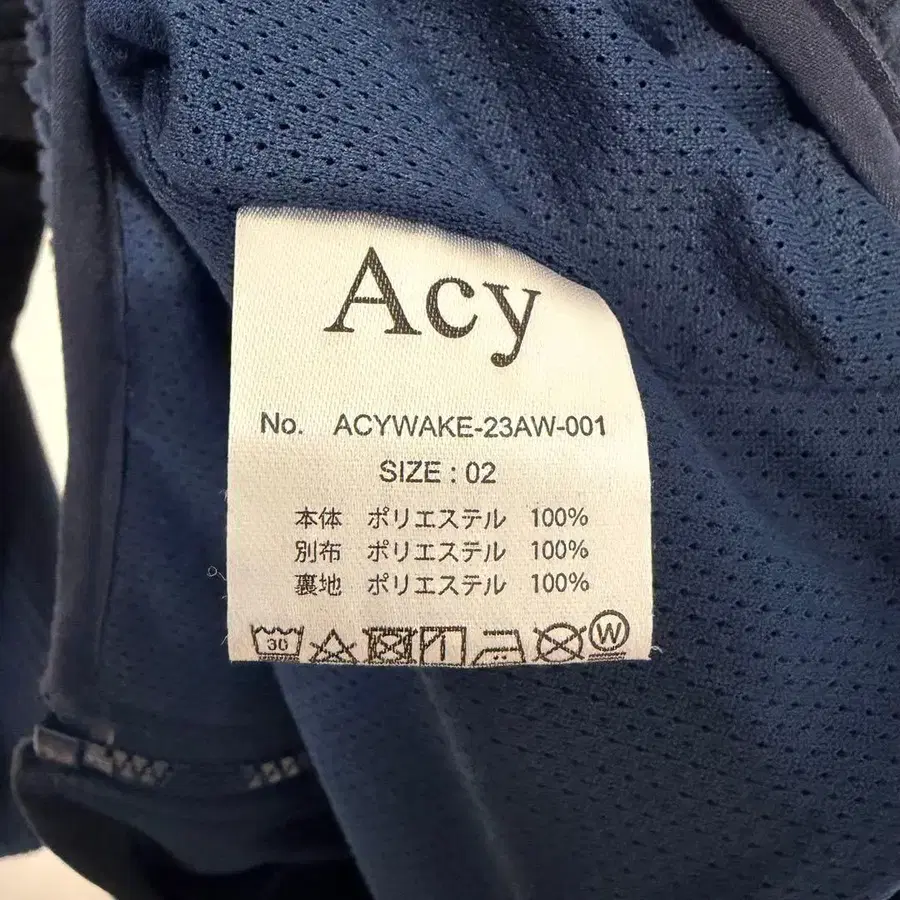 Acy
No. ACYWAKE-23AW-001
SIZE : 02
本体 ポリエステル 100%
別布 ポリエステル 100%
裏地 ポリエステル 100%
30 W